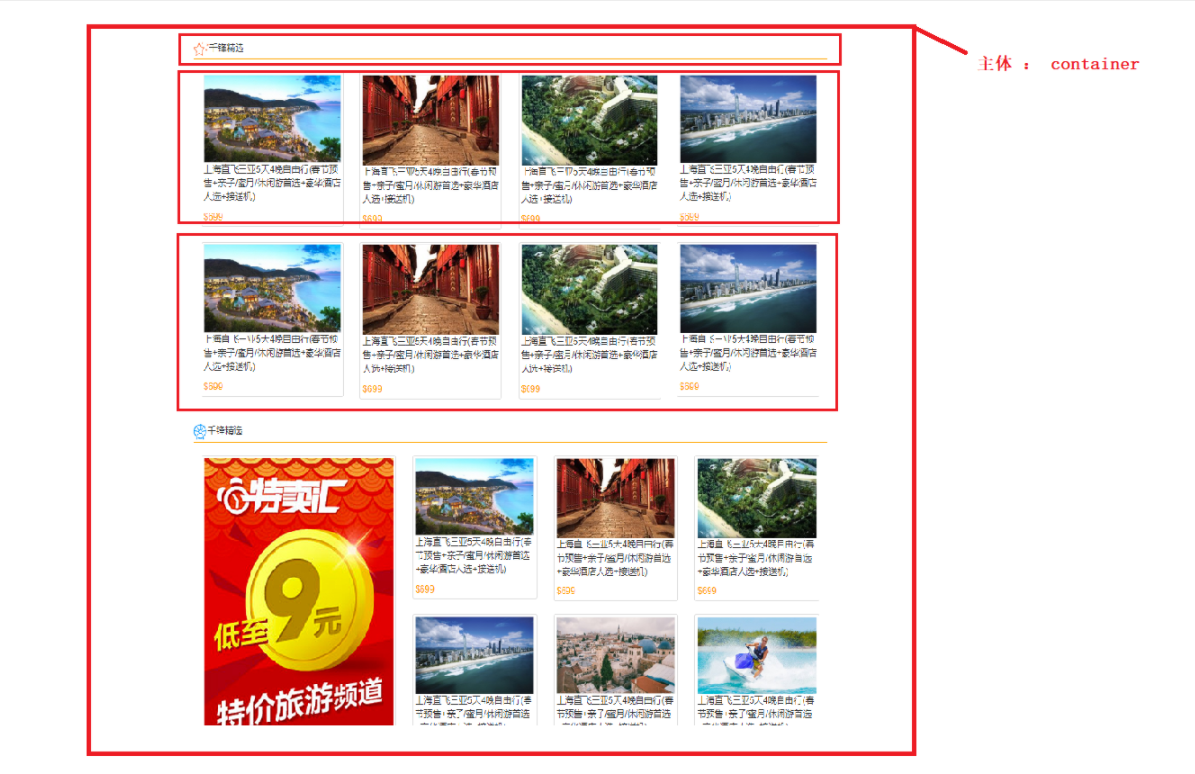 千锋精选
主体 : container
上海直飞三亚5天4晚自由行(春节预
售+亲子/蜜月/休闲游首选+豪华酒店
人选+接送机)
$699
上海直飞三亚5天4晚自由行(春节预
售+亲子/蜜月/休闲游首选+豪华酒店
人选+接送机)
$699
上海直飞三亚5天4晚自由行(春节预
售+亲子/蜜月/休闲游首选+豪华酒店
人选+接送机)
$699
上海直飞三亚5天4晚自由行(春节预
售+亲子/蜜月/休闲游首选+豪华酒店
人选+接送机)
$699
上海直飞三亚5天4晚自由行(春节预
售+亲子/蜜月/休闲游首选+豪华酒店
人选+接送机)
$699
上海直飞三亚5天4晚自由行(春节预
售+亲子/蜜月/休闲游首选+豪华酒店
人选+接送机)
$699
上海直飞三亚5天4晚自由行(春节预
售+亲子/蜜月/休闲游首选+豪华酒店
人选+接送机)
$699
上海直飞三亚5天4晚自由行(春节预
售+亲子/蜜月/休闲游首选+豪华酒店
人选+接送机)
$699
千锋精选
特卖汇
低至9元
特价旅游频道
上海直飞三亚5天4晚自由行(春
节预售+亲子/蜜月/休闲游首选
+豪华酒店人选+接送机)
$699
上海直飞三亚5天4晚自由行(春
节预售+亲子/蜜月/休闲游首选
+豪华酒店人选+接送机)
$699
上海直飞三亚5天4晚自由行(春
节预售+亲子/蜜月/休闲游首选
+豪华酒店人选+接送机)
$699
上海直飞三亚5天4晚自由行(春
节预售+亲子/蜜月/休闲游首选
上海直飞三亚5天4晚自由行(春
节预售+亲子/蜜月/休闲游首选
上海直飞三亚5天4晚自由行(春
节预售+亲子/蜜月/休闲游首选